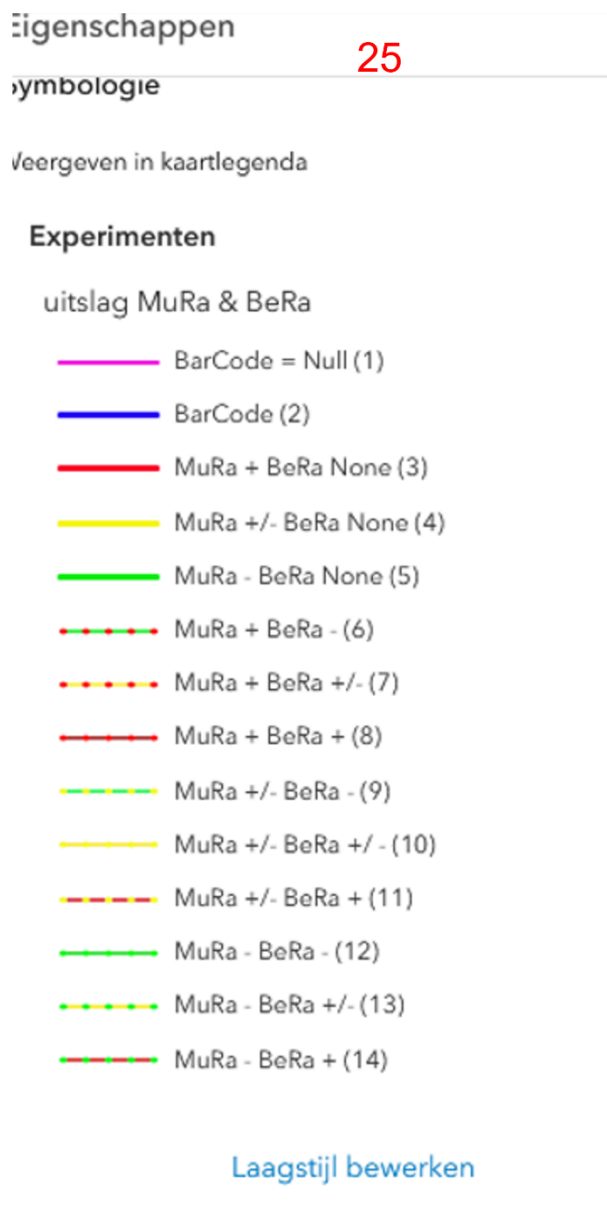 Eigenschappen
25
Symbologie
Weergeven in kaartlegenda
Experimenten
uitslag MuRa & BeRa
BarCode = Null (1)
BarCode (2)
MuRa + BeRa None (3)
MuRa +/- BeRa None (4)
MuRa - BeRa None (5)
MuRa + BeRa - (6)
MuRa + BeRa +/- (7)
MuRa + BeRa + (8)
MuRa +/- BeRa - (9)
MuRa +/- BeRa +/ - (10)
MuRa +/- BeRa + (11)
MuRa - BeRa - (12)
MuRa - BeRa +/- (13)
MuRa - BeRa + (14)
Laagstijl bewerken